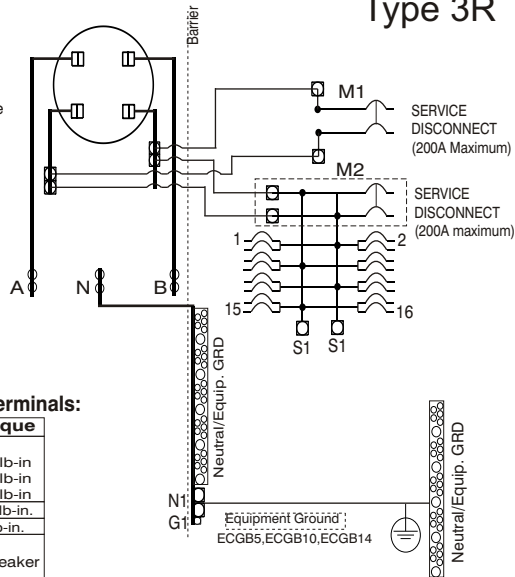 Type 3R
Barrier
e
M1
SERVICE
DISCONNECT
(200A Maximum)
M2
SERVICE
DISCONNECT
(200A maximum)
1
2
15
16
S1
S1
A
N
B
Neutral/Equip. GRD
erminals:
que
lb-in
lb-in
lb-in
lb-in.
b-in.
eaker
N1
G1
Equipment Ground
ECGB5,ECGB10,ECGB14
Neutral/Equip. GRD